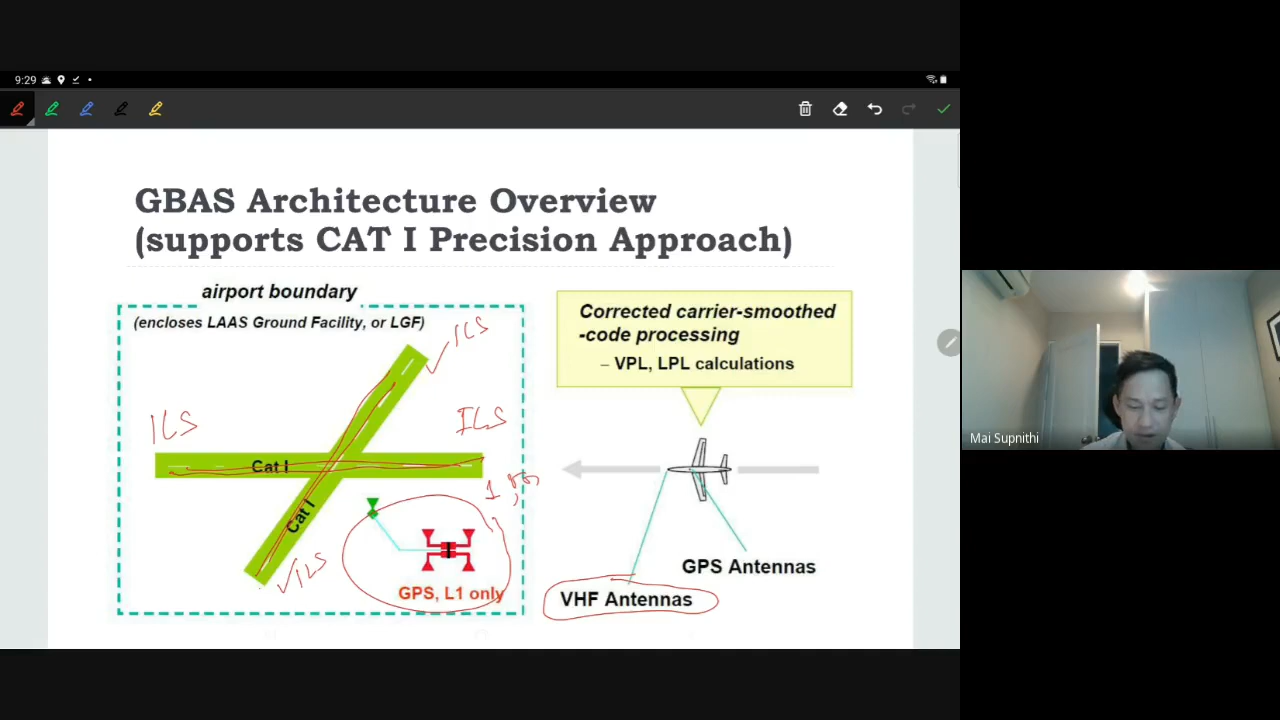 9:29
GBAS Architecture Overview
(supports CAT I Precision Approach)
airport boundary
(encloses LAAS Ground Facility, or LGF)
Corrected carrier-smoothed
-code processing
– VPL, LPL calculations
ILS
ILS
ILS
Cat I
Cat I
ILS
GPS, L1 only
GPS Antennas
VHF Antennas
Mai Supnithi